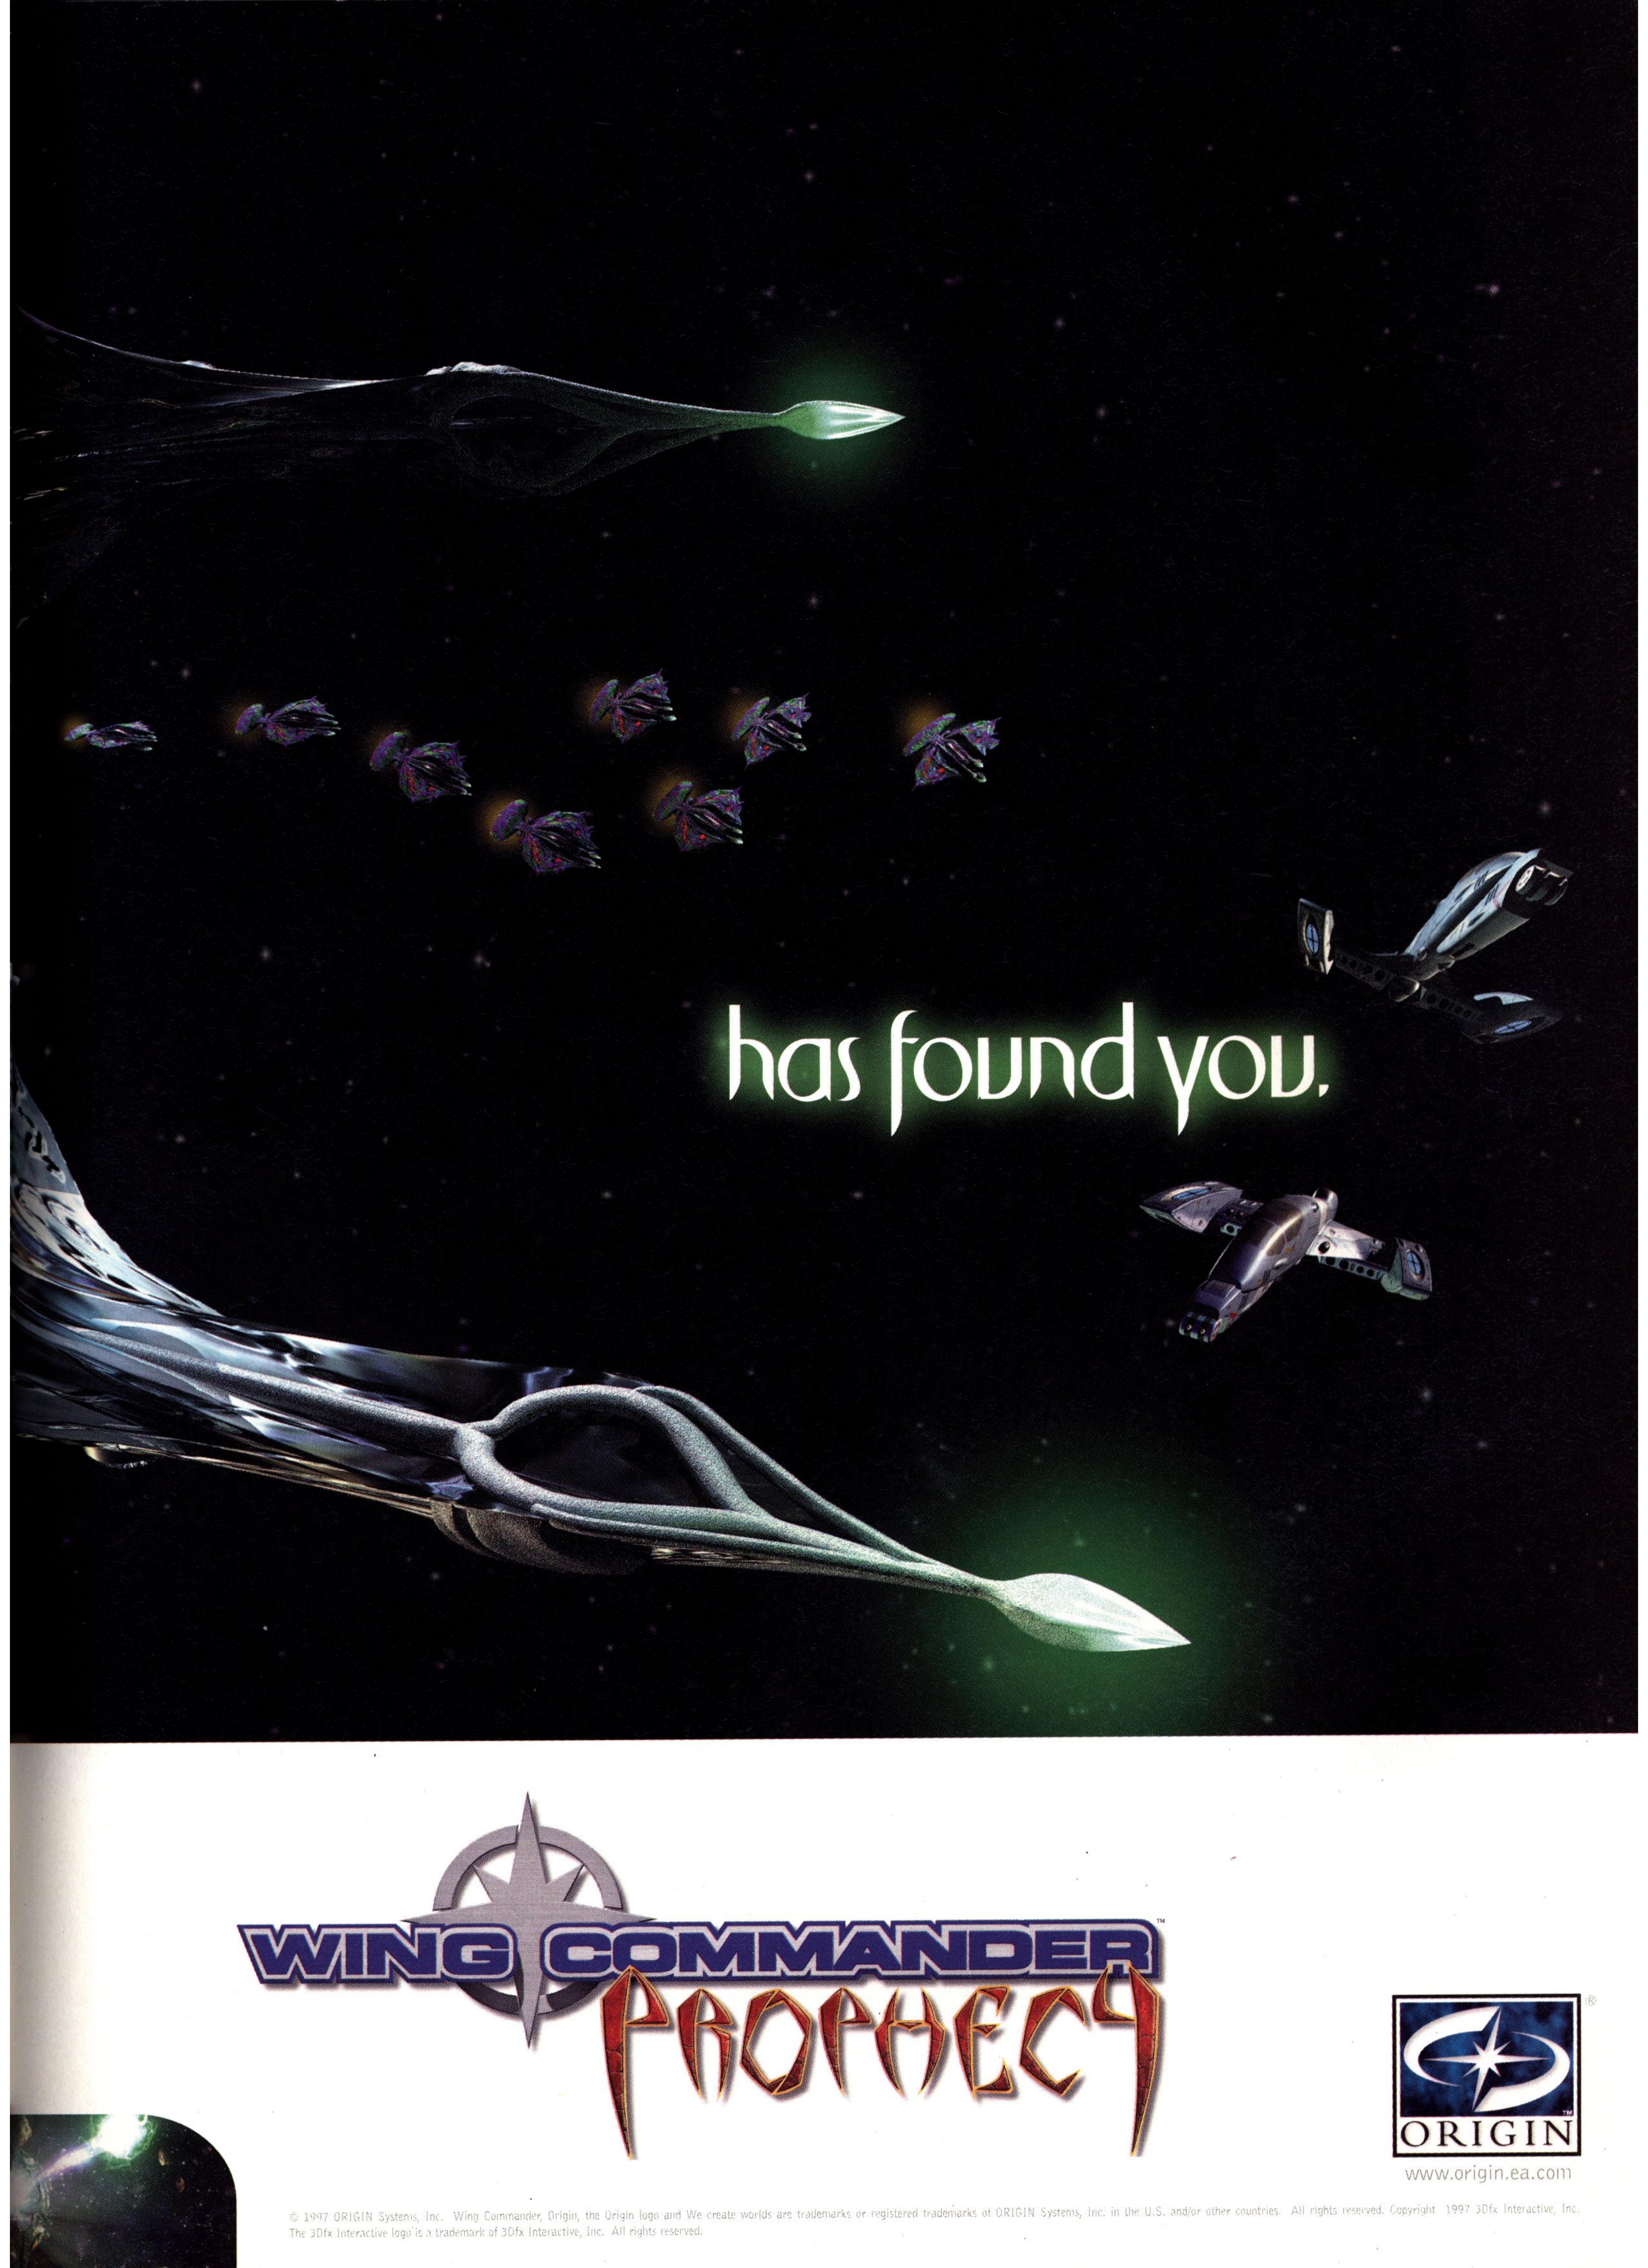 has found you.
WING COMMANDER™
PROPHECY
®
™
ORIGIN
www.origin.ea.com
© 1997 ORIGIN Systems, Inc. Wing Commander, Origin, the Origin logo and We create worlds are trademarks or registered trademarks of ORIGIN Systems, Inc. in the U.S. and/or other countries. All rights reserved. Copyright 1997 3Dfx Interactive, Inc.
The 3Dfx Interactive logo is a trademark of 3Dfx Interactive, Inc. All rights reserved.